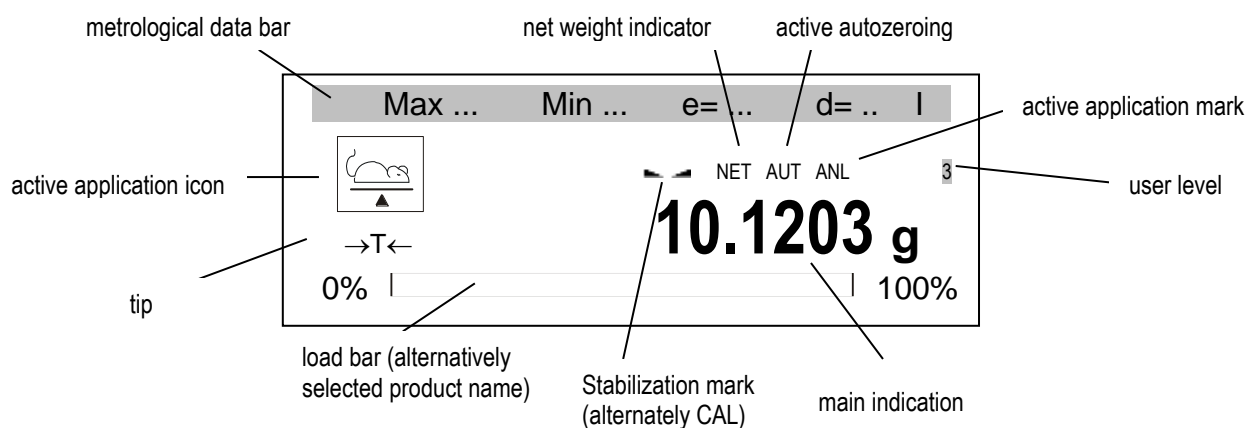 metrological data bar
net weight indicator
active autozeroing
Max ... Min ... e= ... d= .. I
active application mark
NET AUT ANL
3
active application icon
user level
10.1203 g
→T←
0% 100%
tip
load bar (alternatively
selected product name)
Stabilization mark
(alternately CAL)
main indication